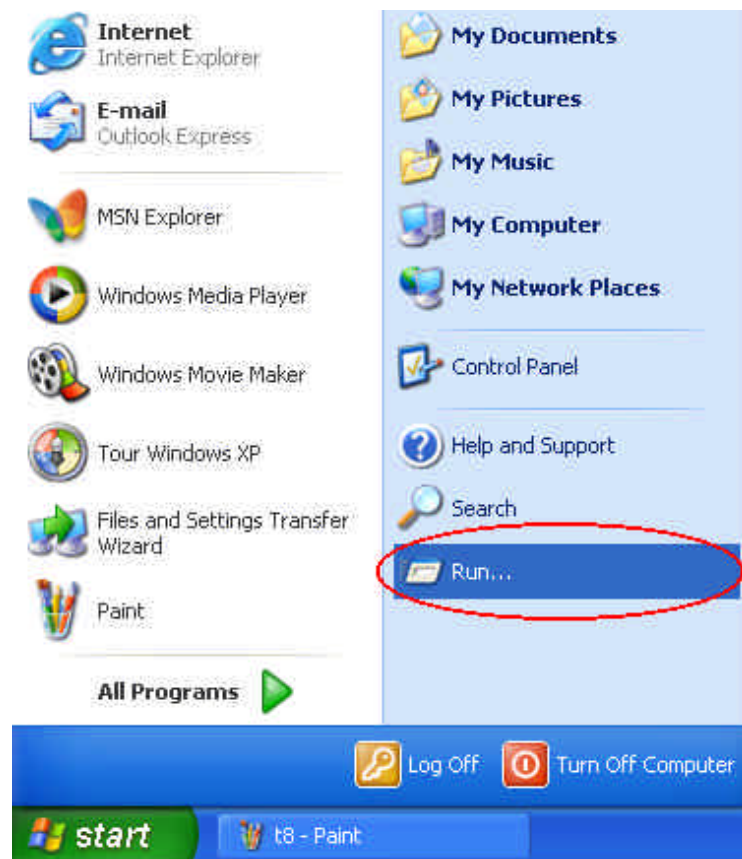 Internet
Internet Explorer
E-mail
Outlook Express
MSN Explorer
Windows Media Player
Windows Movie Maker
Tour Windows XP
Files and Settings Transfer
Wizard
Paint
All Programs
My Documents
My Pictures
My Music
My Computer
My Network Places
Control Panel
Help and Support
Search
Run...
Log Off
Turn Off Computer
start
t8 - Paint